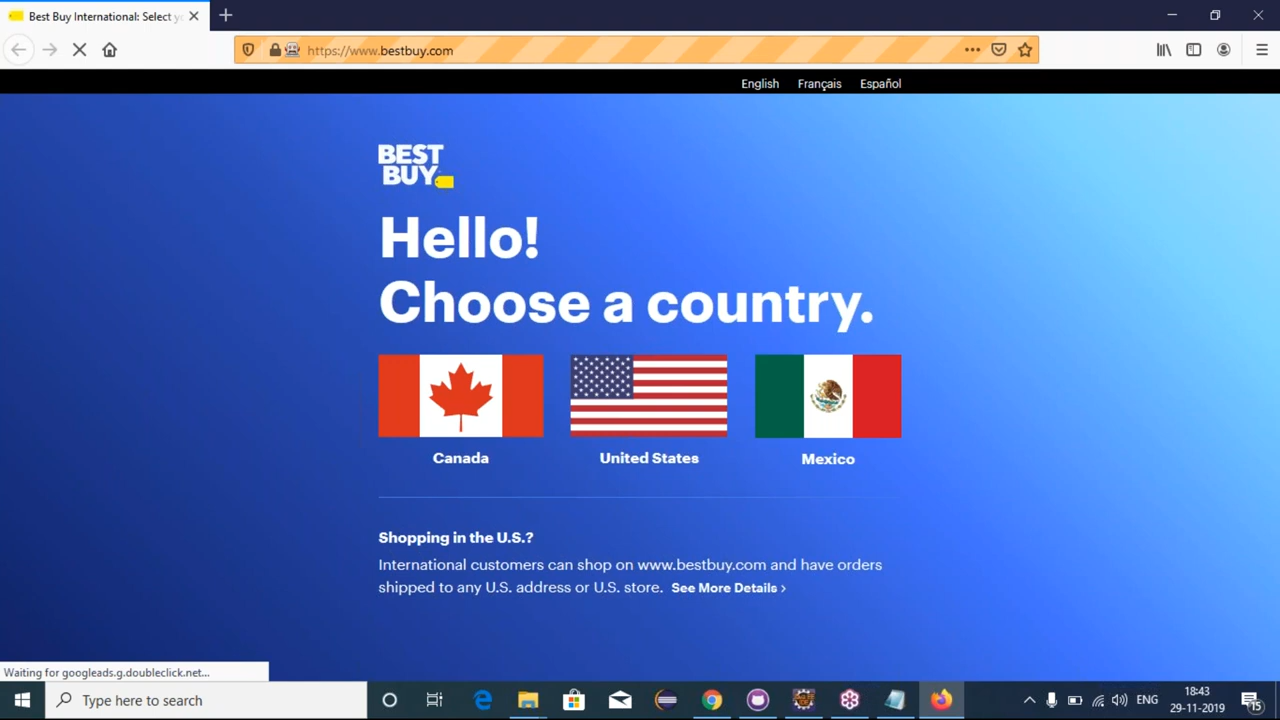 Best Buy International: Select yo
https://www.bestbuy.com
English Français Español
BEST
BUY
Hello!
Choose a country.
Canada United States Mexico
Shopping in the U.S.?
International customers can shop on www.bestbuy.com and have orders
shipped to any U.S. address or U.S. store. See More Details >
Waiting for googleads.g.doubleclick.net...
Type here to search
ENG
18:43
29-11-2019
15